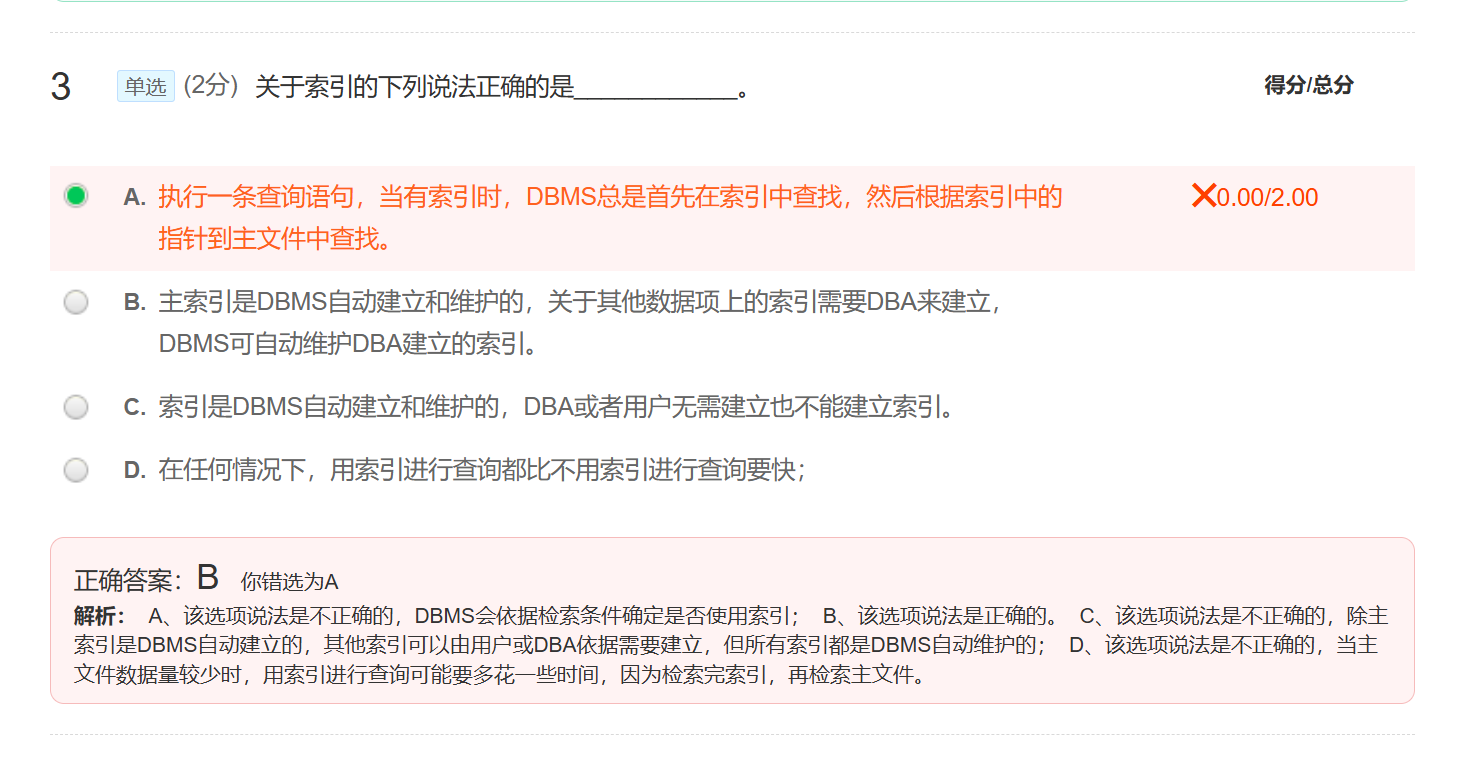 3 单选 (2分) 关于索引的下列说法正确的是____________。 得分/总分
A. 执行一条查询语句，当有索引时，DBMS总是首先在索引中查找，然后根据索引中的 ❌0.00/2.00
指针到主文件中查找。
B. 主索引是DBMS自动建立和维护的，关于其他数据项上的索引需要DBA来建立，
DBMS可自动维护DBA建立的索引。
C. 索引是DBMS自动建立和维护的，DBA或者用户无需建立也不能建立索引。
D. 在任何情况下，用索引进行查询都比不用索引进行查询要快；
正确答案：B 你错选为A
解析： A、该选项说法是不正确的，DBMS会依据检索条件确定是否使用索引； B、该选项说法是正确的。 C、该选项说法是不正确的，除主
索引是DBMS自动建立的，其他索引可以由用户或DBA依据需要建立，但所有索引都是DBMS自动维护的； D、该选项说法是不正确的，当主
文件数据量较少时，用索引进行查询可能要多花一些时间，因为检索完索引，再检索主文件。